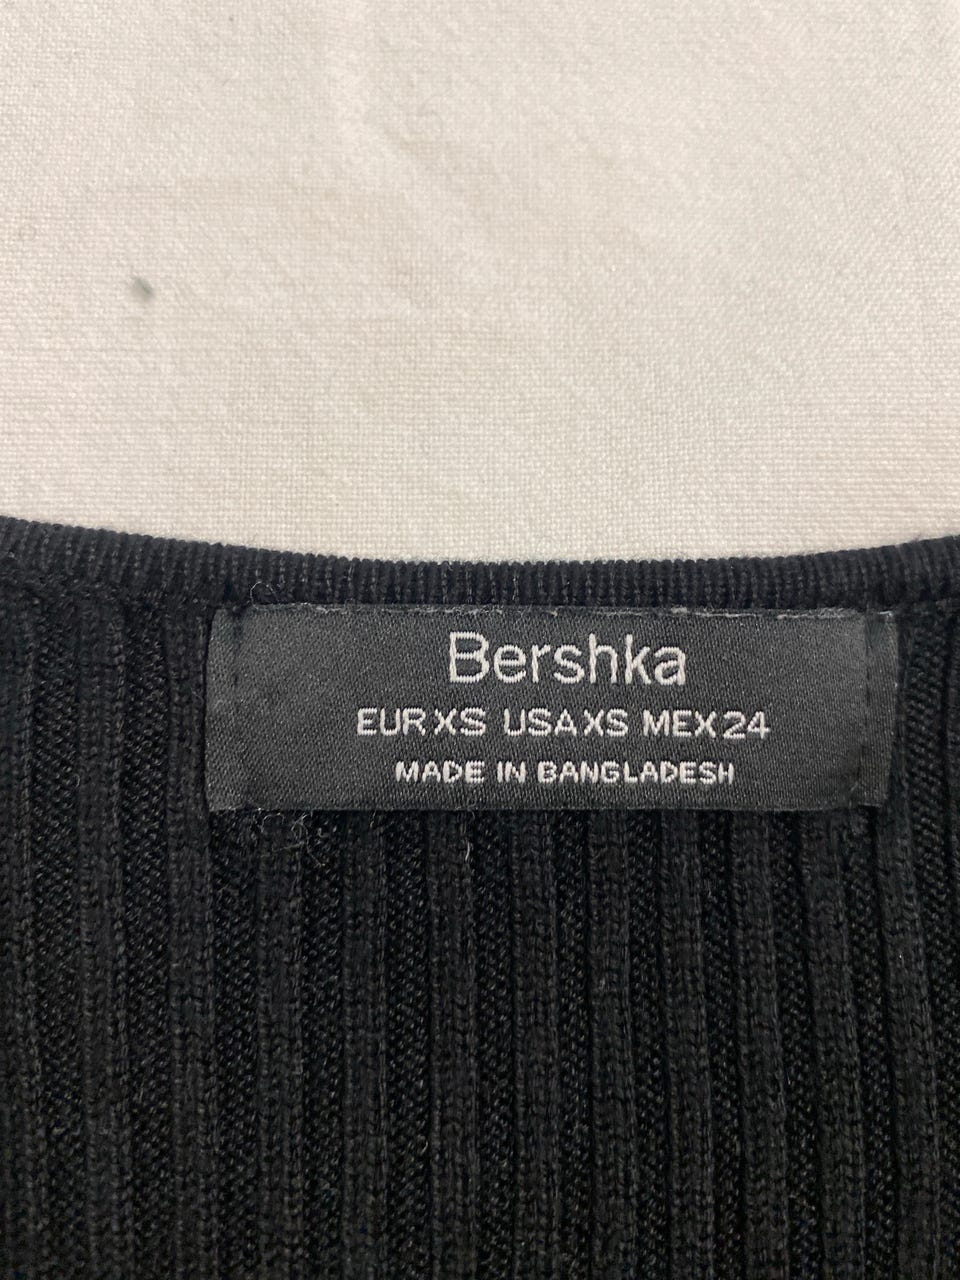 Bershka
EUR XS USA XS MEX 24
MADE IN BANGLADESH